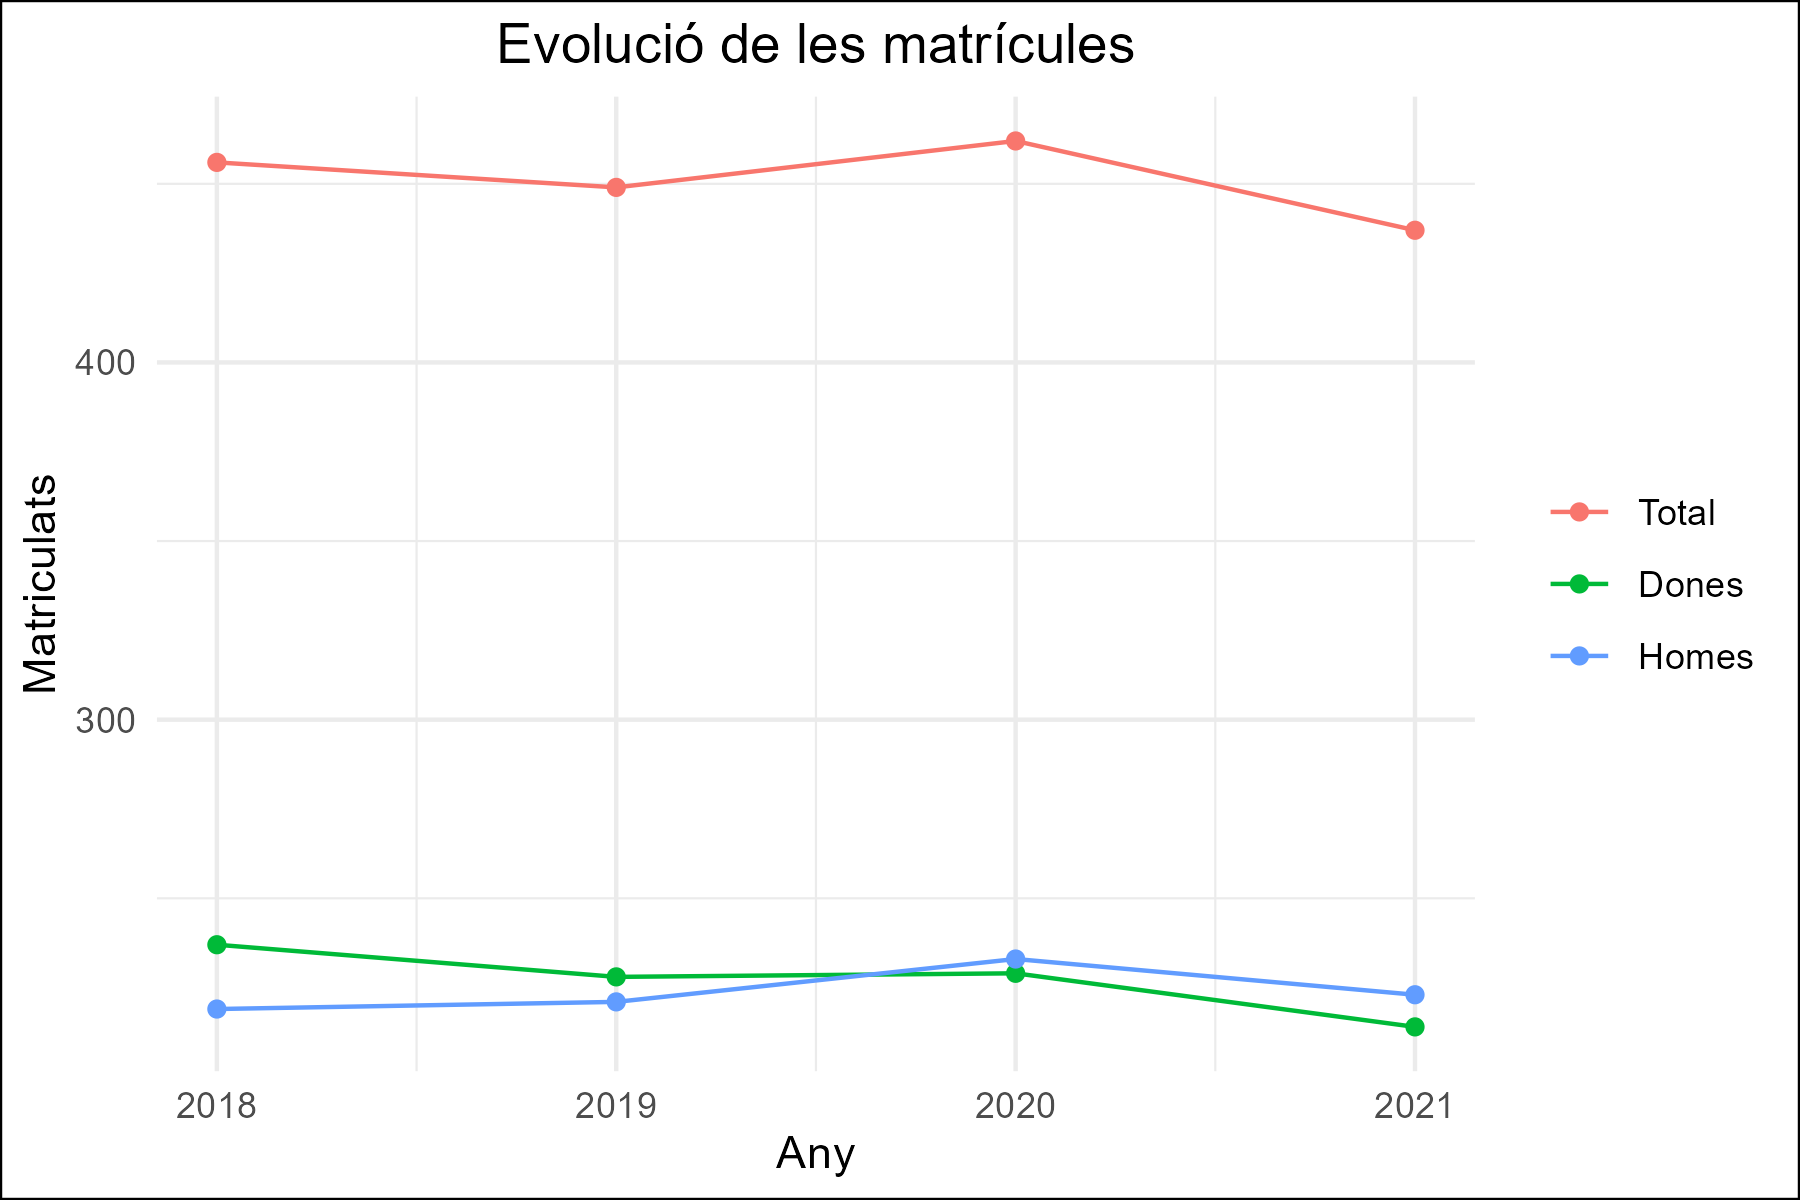 Evolució de les matrícules
Matriculats
400
300
2018
2019
2020
2021
Any
Total
Dones
Homes